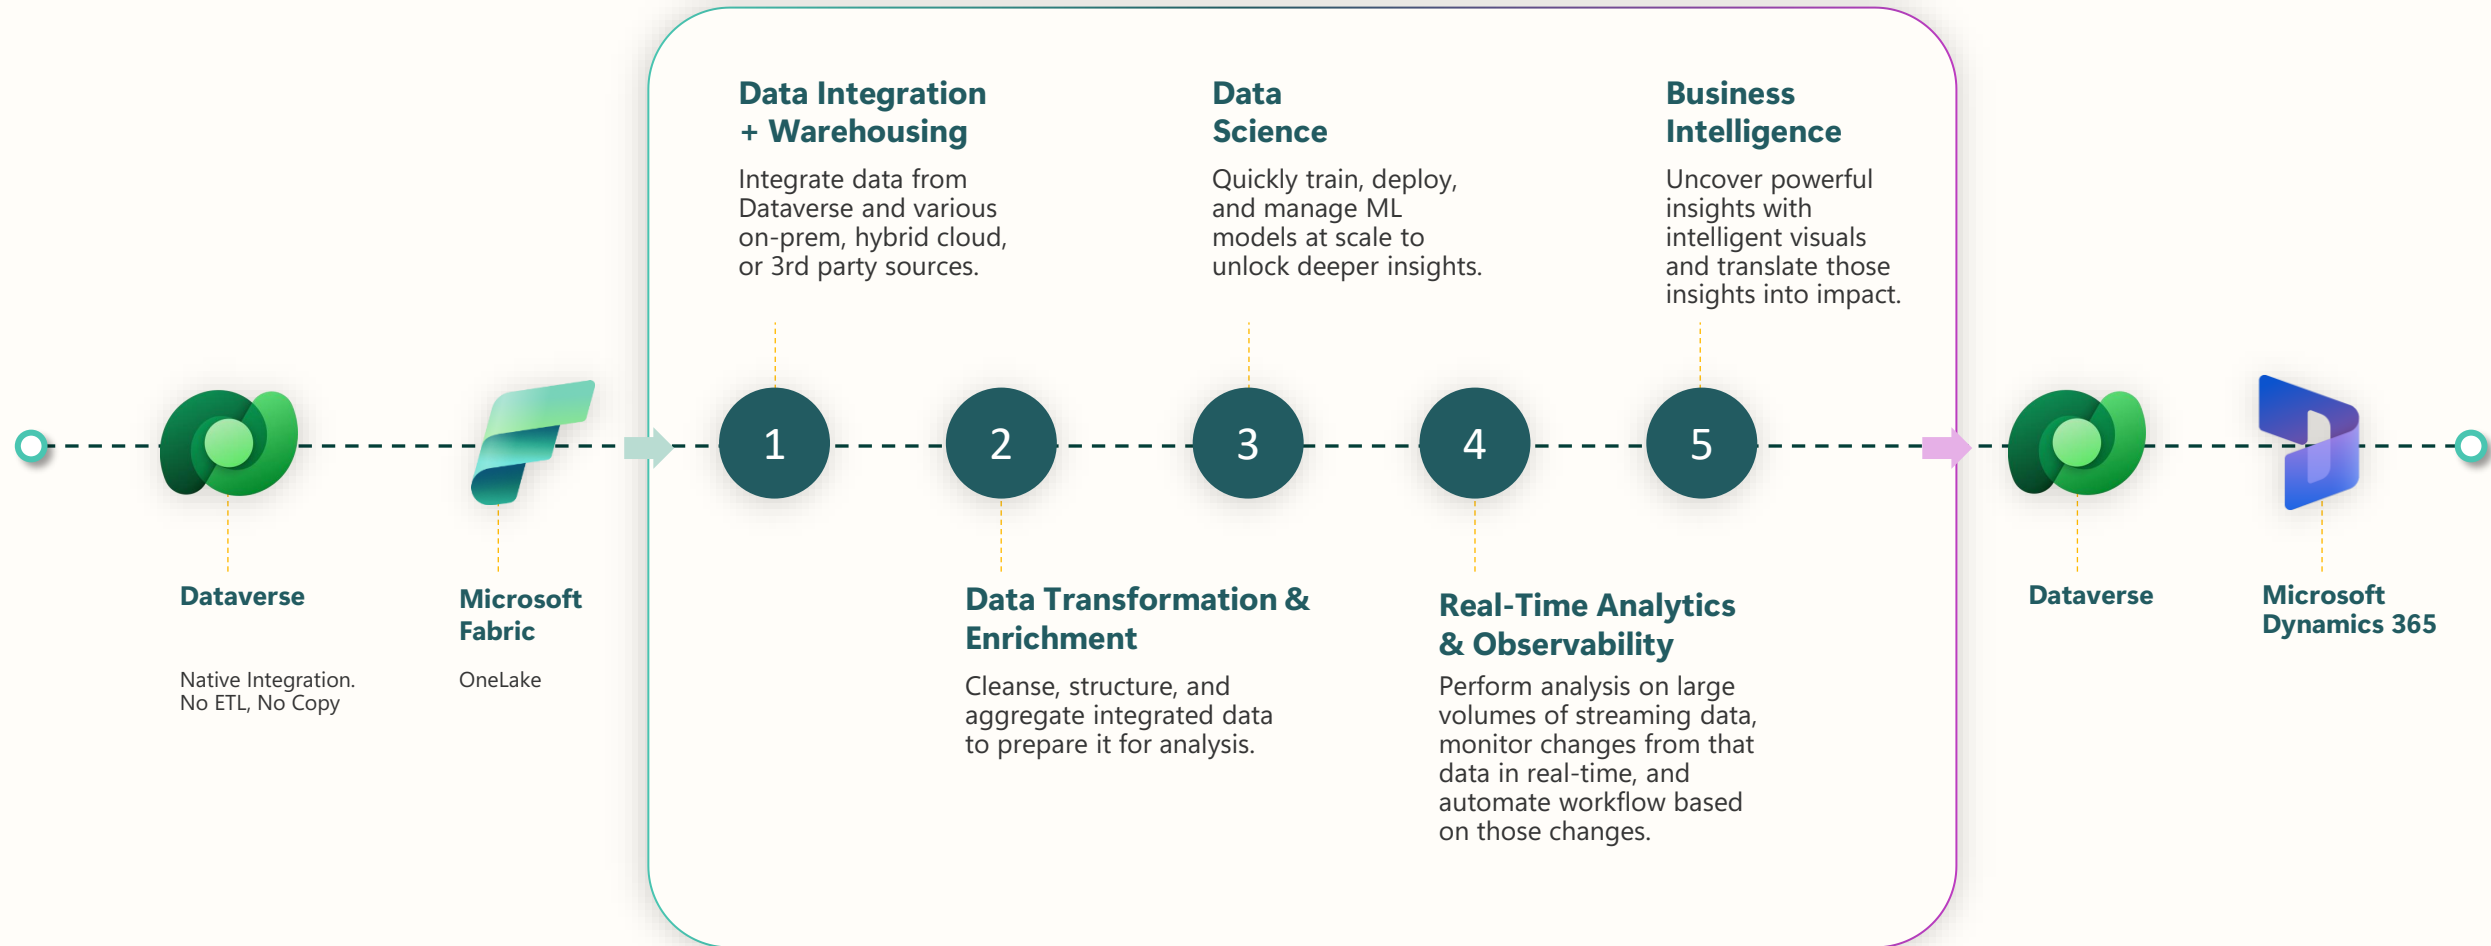 Data Integration
+ Warehousing
Integrate data from
Dataverse and various
on-prem, hybrid cloud,
or 3rd party sources.
Data
Science
Quickly train, deploy,
and manage ML
models at scale to
unlock deeper insights.
Business
Intelligence
Uncover powerful
insights with
intelligent visuals
and translate those
insights into impact.
1
2
3
4
5
Dataverse
Native Integration.
No ETL, No Copy
Microsoft
Fabric
OneLake
Data Transformation &
Enrichment
Cleanse, structure, and
aggregate integrated data
to prepare it for analysis.
Real-Time Analytics
& Observability
Perform analysis on large
volumes of streaming data,
monitor changes from that
data in real-time, and
automate workflow based
on those changes.
Dataverse
Microsoft
Dynamics 365